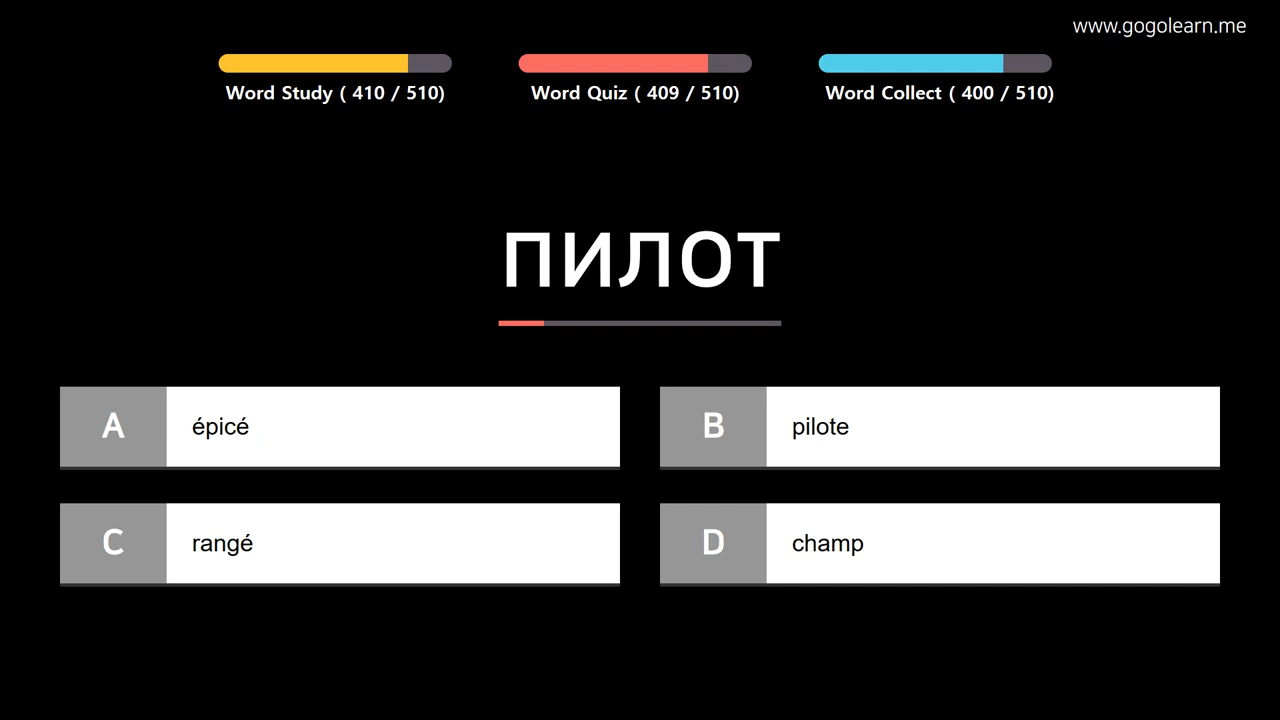 www.gogolearn.me
Word Study ( 410 / 510)
Word Quiz ( 409 / 510)
Word Collect ( 400 / 510)
пилот
A
épicé
B
pilote
C
rangé
D
champ